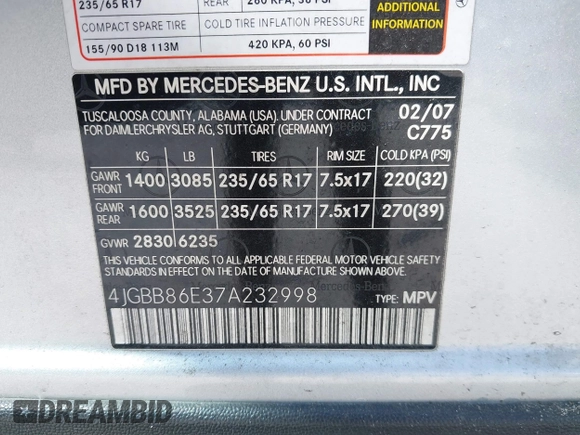 235/65 R17 REAR 260 KPA, 38 PSI
COMPACT SPARE TIRE COLD TIRE INFLATION PRESSURE
155/90 D18 113M 420 KPA, 60 PSI
ADDITIONAL
INFORMATION
MFD BY MERCEDES-BENZ U.S. INTL., INC
TUSCALOOSA COUNTY, ALABAMA (USA). UNDER CONTRACT 02/07
FOR DAIMLERCHRYSLER AG, STUTTGART (GERMANY) C775
KG LB TIRES RIM SIZE COLD KPA (PSI)
GAWR FRONT 1400 3085 235/65 R17 7.5x17 220(32)
GAWR REAR 1600 3525 235/65 R17 7.5x17 270(39)
GVWR 2830 6235
THIS VEHICLE CONFORMS TO ALL APPLICABLE FEDERAL MOTOR VEHICLE SAFETY
STANDARDS IN EFFECT ON THE DATE OF MANUFACTURE SHOWN ABOVE.
4JGBB86E37A232998 TYPE: MPV
DREAMBID